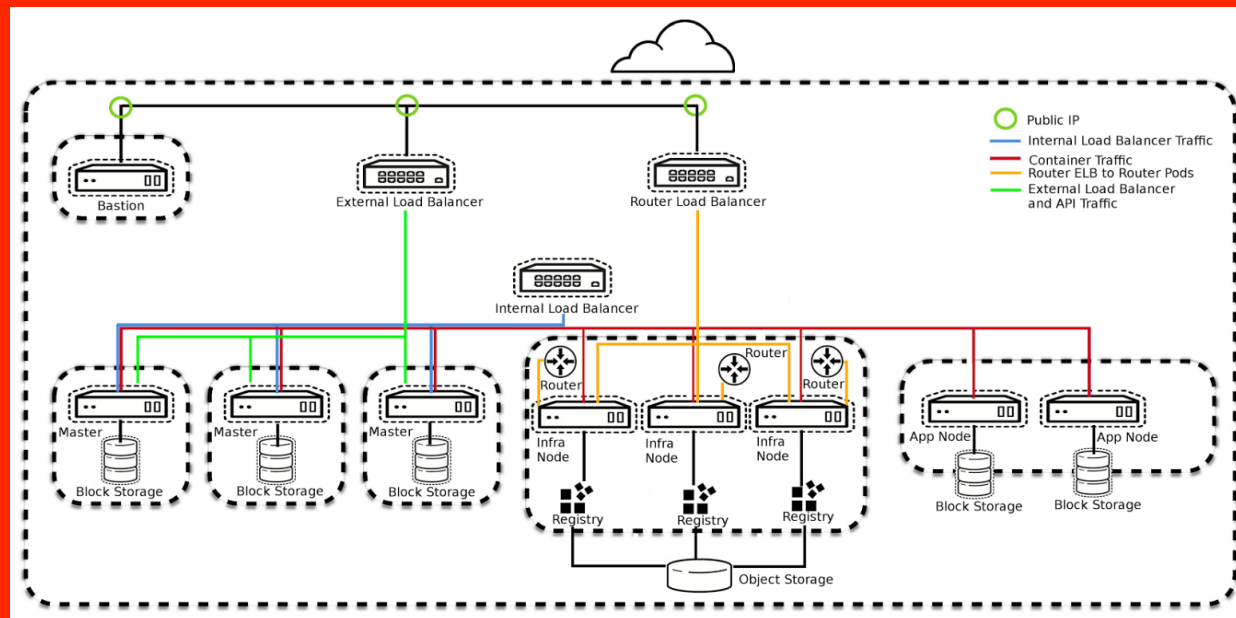 Public IP
Internal Load Balancer Traffic
Container Traffic
Router ELB to Router Pods
External Load Balancer
and API Traffic
Bastion
External Load Balancer
Router Load Balancer
Internal Load Balancer
Router
Router
Router
Master
Master
Master
Block Storage
Block Storage
Block Storage
Infra
Node
Infra
Node
Infra
Node
Registry
Registry
Registry
App Node
App Node
Block Storage
Block Storage
Object Storage